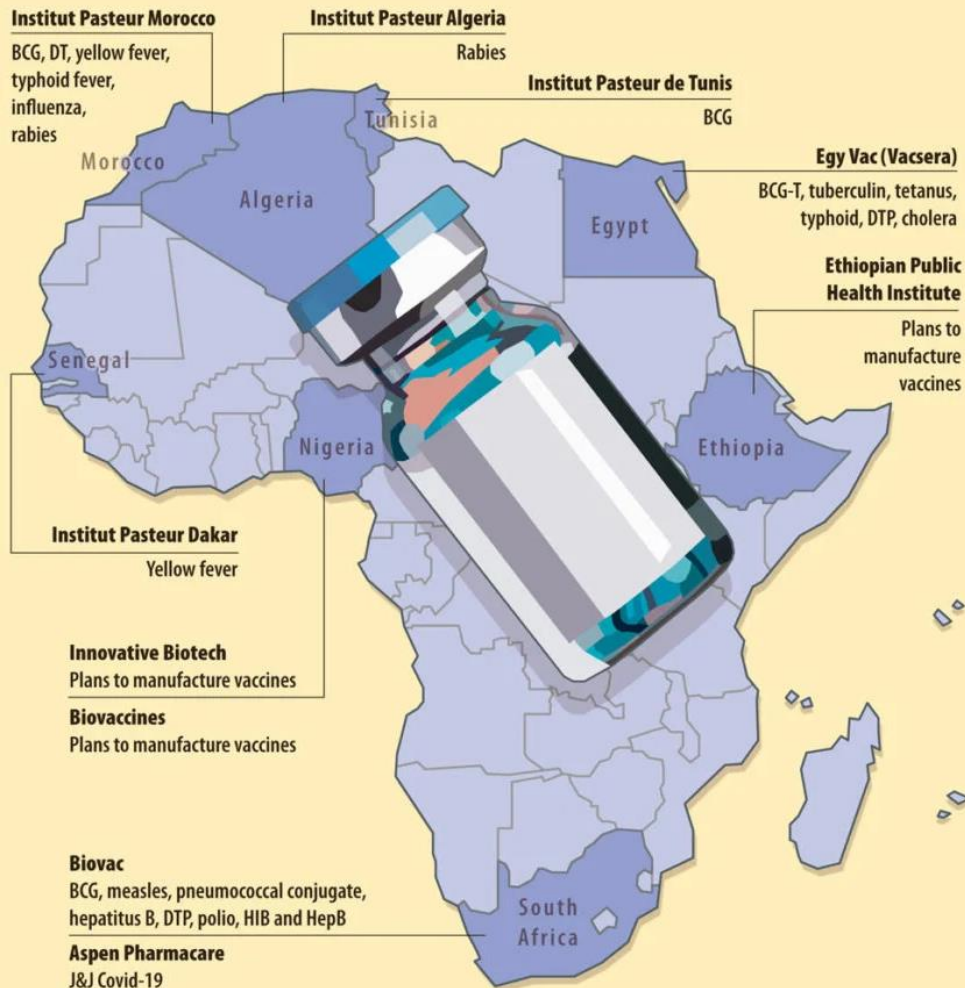 Institut Pasteur Morocco
BCG, DT, yellow fever,
typhoid fever,
influenza,
rabies
Institut Pasteur Algeria
Rabies
Institut Pasteur de Tunis
BCG
Egy Vac (Vacsera)
BCG-T, tuberculin, tetanus,
typhoid, DTP, cholera
Ethiopian Public
Health Institute
Plans to
manufacture
vaccines
Tunisia
Morocco
Algeria
Egypt
Senegal
Nigeria
Ethiopia
Institut Pasteur Dakar
Yellow fever
Innovative Biotech
Plans to manufacture vaccines
Biovaccines
Plans to manufacture vaccines
Biovac
BCG, measles, pneumococcal conjugate,
hepatitus B, DTP, polio, HIB and HepB
Aspen Pharmacare
J&J Covid-19
South
Africa